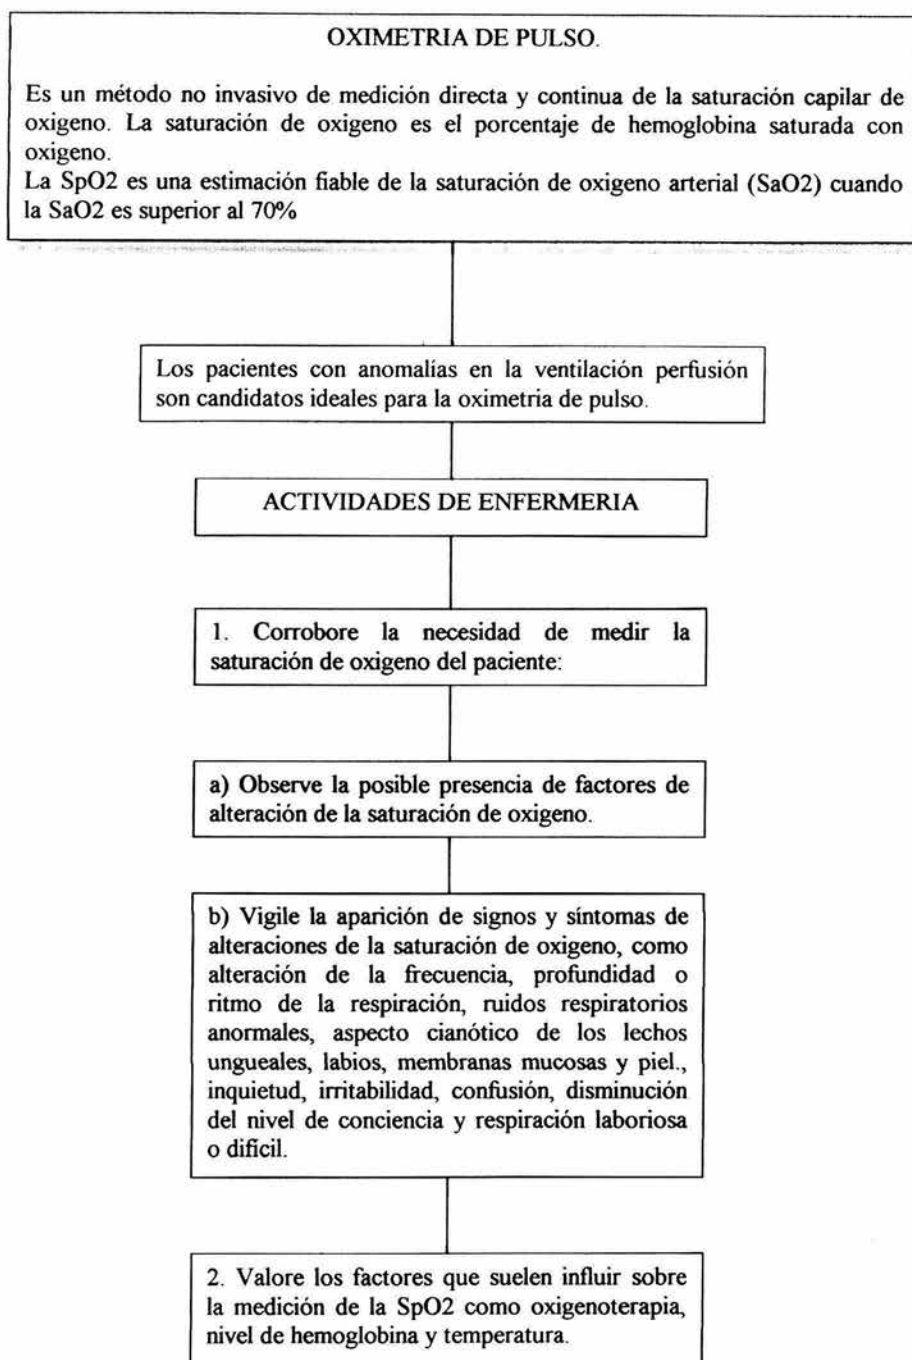 OXIMETRIA DE PULSO.
Es un método no invasivo de medición directa y continua de la saturación capilar de
oxigeno. La saturación de oxigeno es el porcentaje de hemoglobina saturada con
oxigeno.
La SpO2 es una estimación fiable de la saturación de oxigeno arterial (SaO2) cuando
la SaO2 es superior al 70%
Los pacientes con anomalías en la ventilación perfusión
son candidatos ideales para la oximetria de pulso.
ACTIVIDADES DE ENFERMERIA
1. Corrobore la necesidad de medir la
saturación de oxigeno del paciente:
a) Observe la posible presencia de factores de
alteración de la saturación de oxigeno.
b) Vigile la aparición de signos y síntomas de
alteraciones de la saturación de oxigeno, como
alteración de la frecuencia, profundidad o
ritmo de la respiración, ruidos respiratorios
anormales, aspecto cianótico de los lechos
ungueales, labios, membranas mucosas y piel.,
inquietud, irritabilidad, confusión, disminución
del nivel de conciencia y respiración laboriosa
o difícil.
2. Valore los factores que suelen influir sobre
la medición de la SpO2 como oxigenoterapia,
nivel de hemoglobina y temperatura.